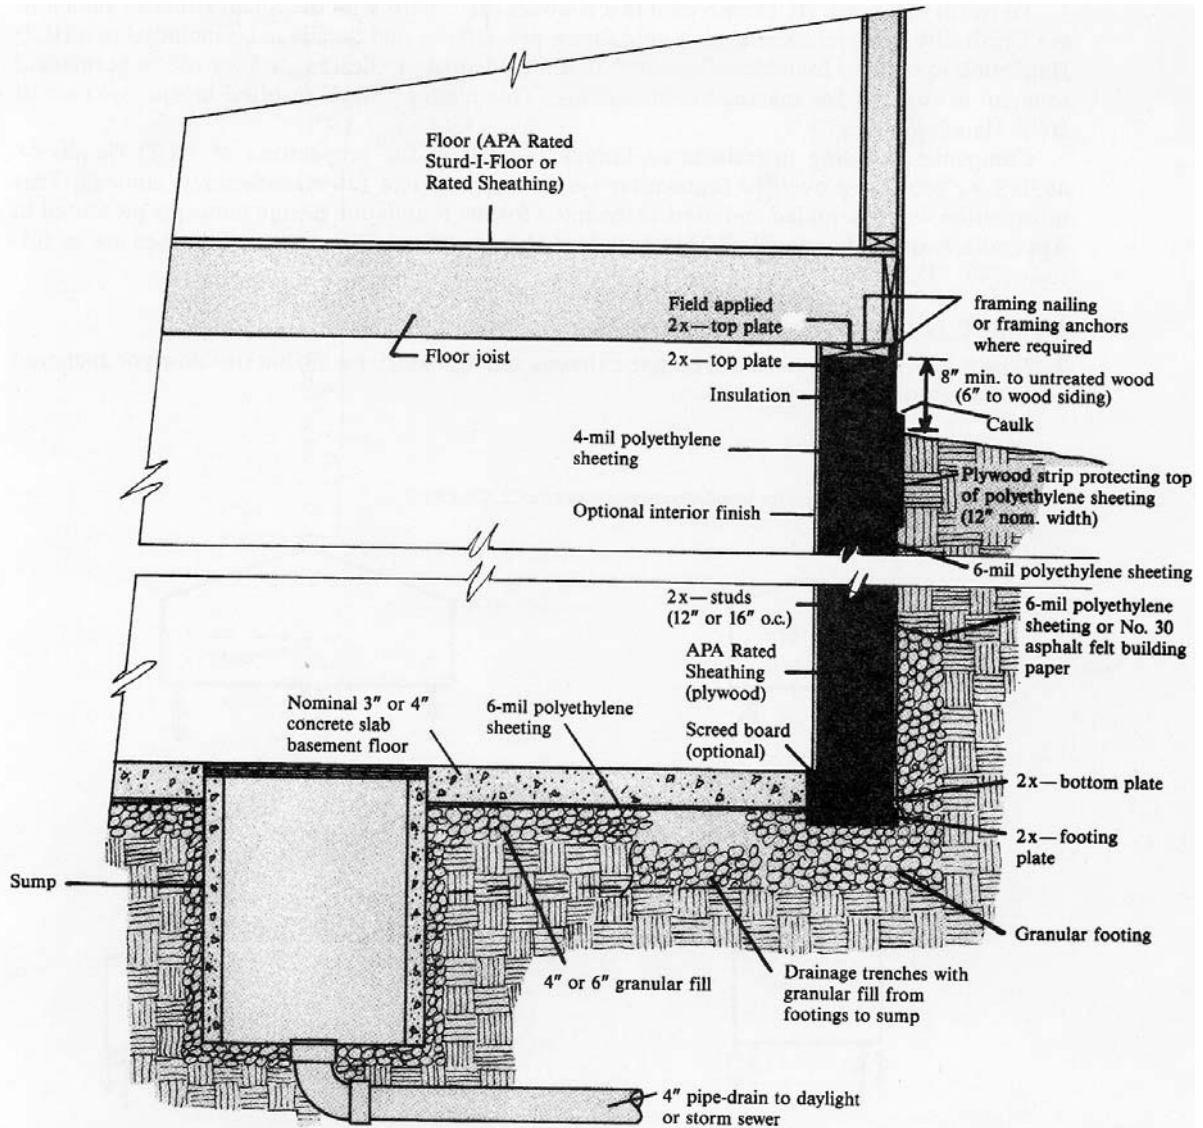 Floor (APA Rated
Sturd-I-Floor or
Rated Sheathing)
Field applied
2x—top plate
framing nailing
or framing anchors
where required
Floor joist
2x—top plate
8" min. to untreated wood
(6" to wood siding)
Insulation
Caulk
4-mil polyethylene
sheeting
Plywood strip protecting top
of polyethylene sheeting
(12" nom. width)
Optional interior finish
6-mil polyethylene sheeting
2x—studs
(12" or 16" o.c.)
6-mil polyethylene
sheeting or No. 30
asphalt felt building
paper
APA Rated
Sheathing
(plywood)
Nominal 3" or 4"
concrete slab
basement floor
6-mil polyethylene
sheeting
Screed board
(optional)
2x—bottom plate
2x—footing
plate
Sump
Granular footing
4" or 6" granular fill
Drainage trenches with
granular fill from
footings to sump
4" pipe-drain to daylight
or storm sewer